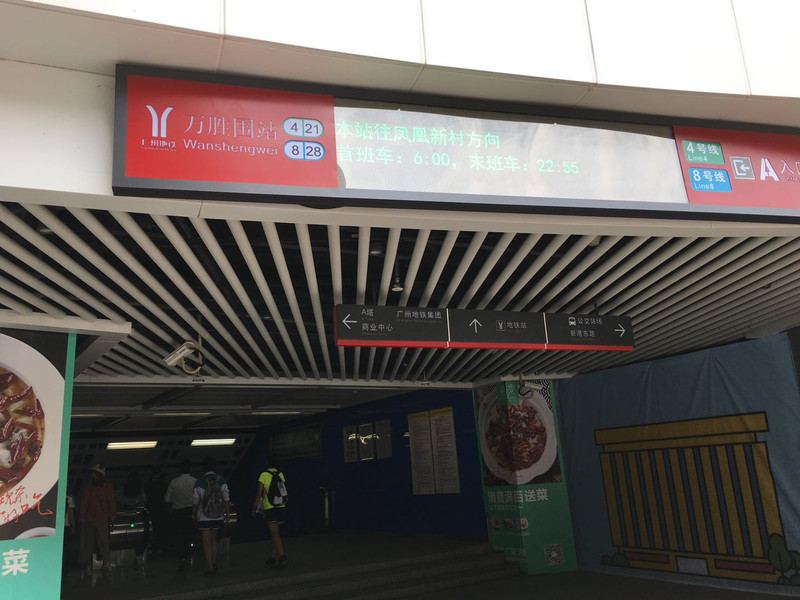 广州地铁
万胜围站
Wanshengwei
4 21
8 28
本站往凤凰新村方向
首班车：6:00，末班车：22:55
4号线
Line4
8号线
Line8
A 入口
A塔
商业中心
广州地铁集团
地铁站
公交站场
新港东路
菜